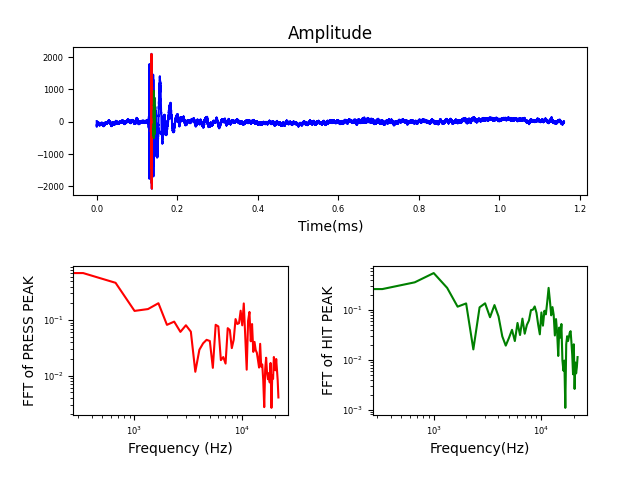 Amplitude
2000
1000
0
−1000
−2000
0.0 0.2 0.4 0.6 0.8 1.0 1.2
Time(ms)
FFT of PRESS PEAK
10⁻¹
10⁻²
10³ 10⁴
Frequency (Hz)
FFT of HIT PEAK
10⁻¹
10⁻²
10⁻³
10³ 10⁴
Frequency(Hz)